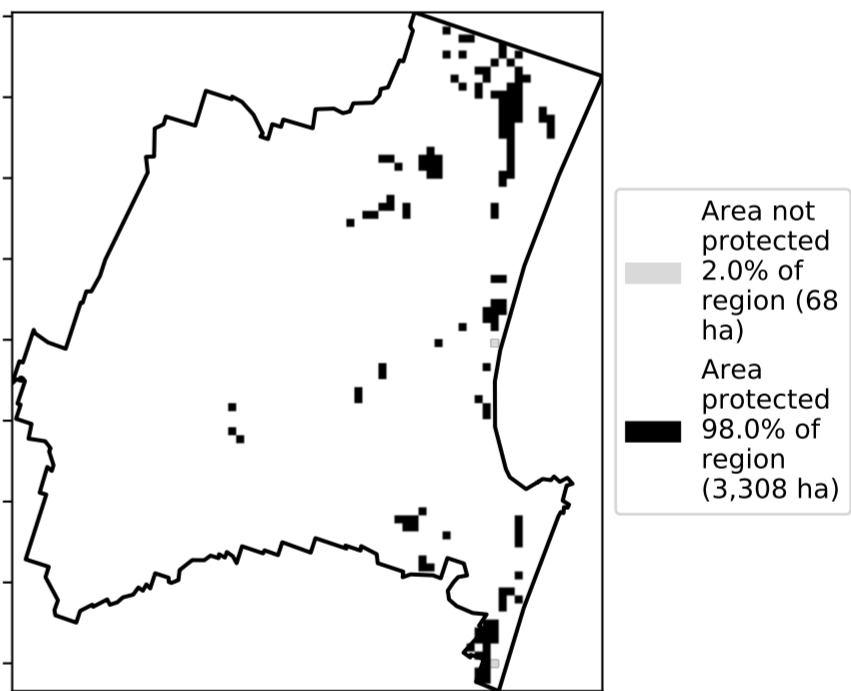 Area not
protected
2.0% of
region (68
ha)
Area
protected
98.0% of
region
(3,308 ha)